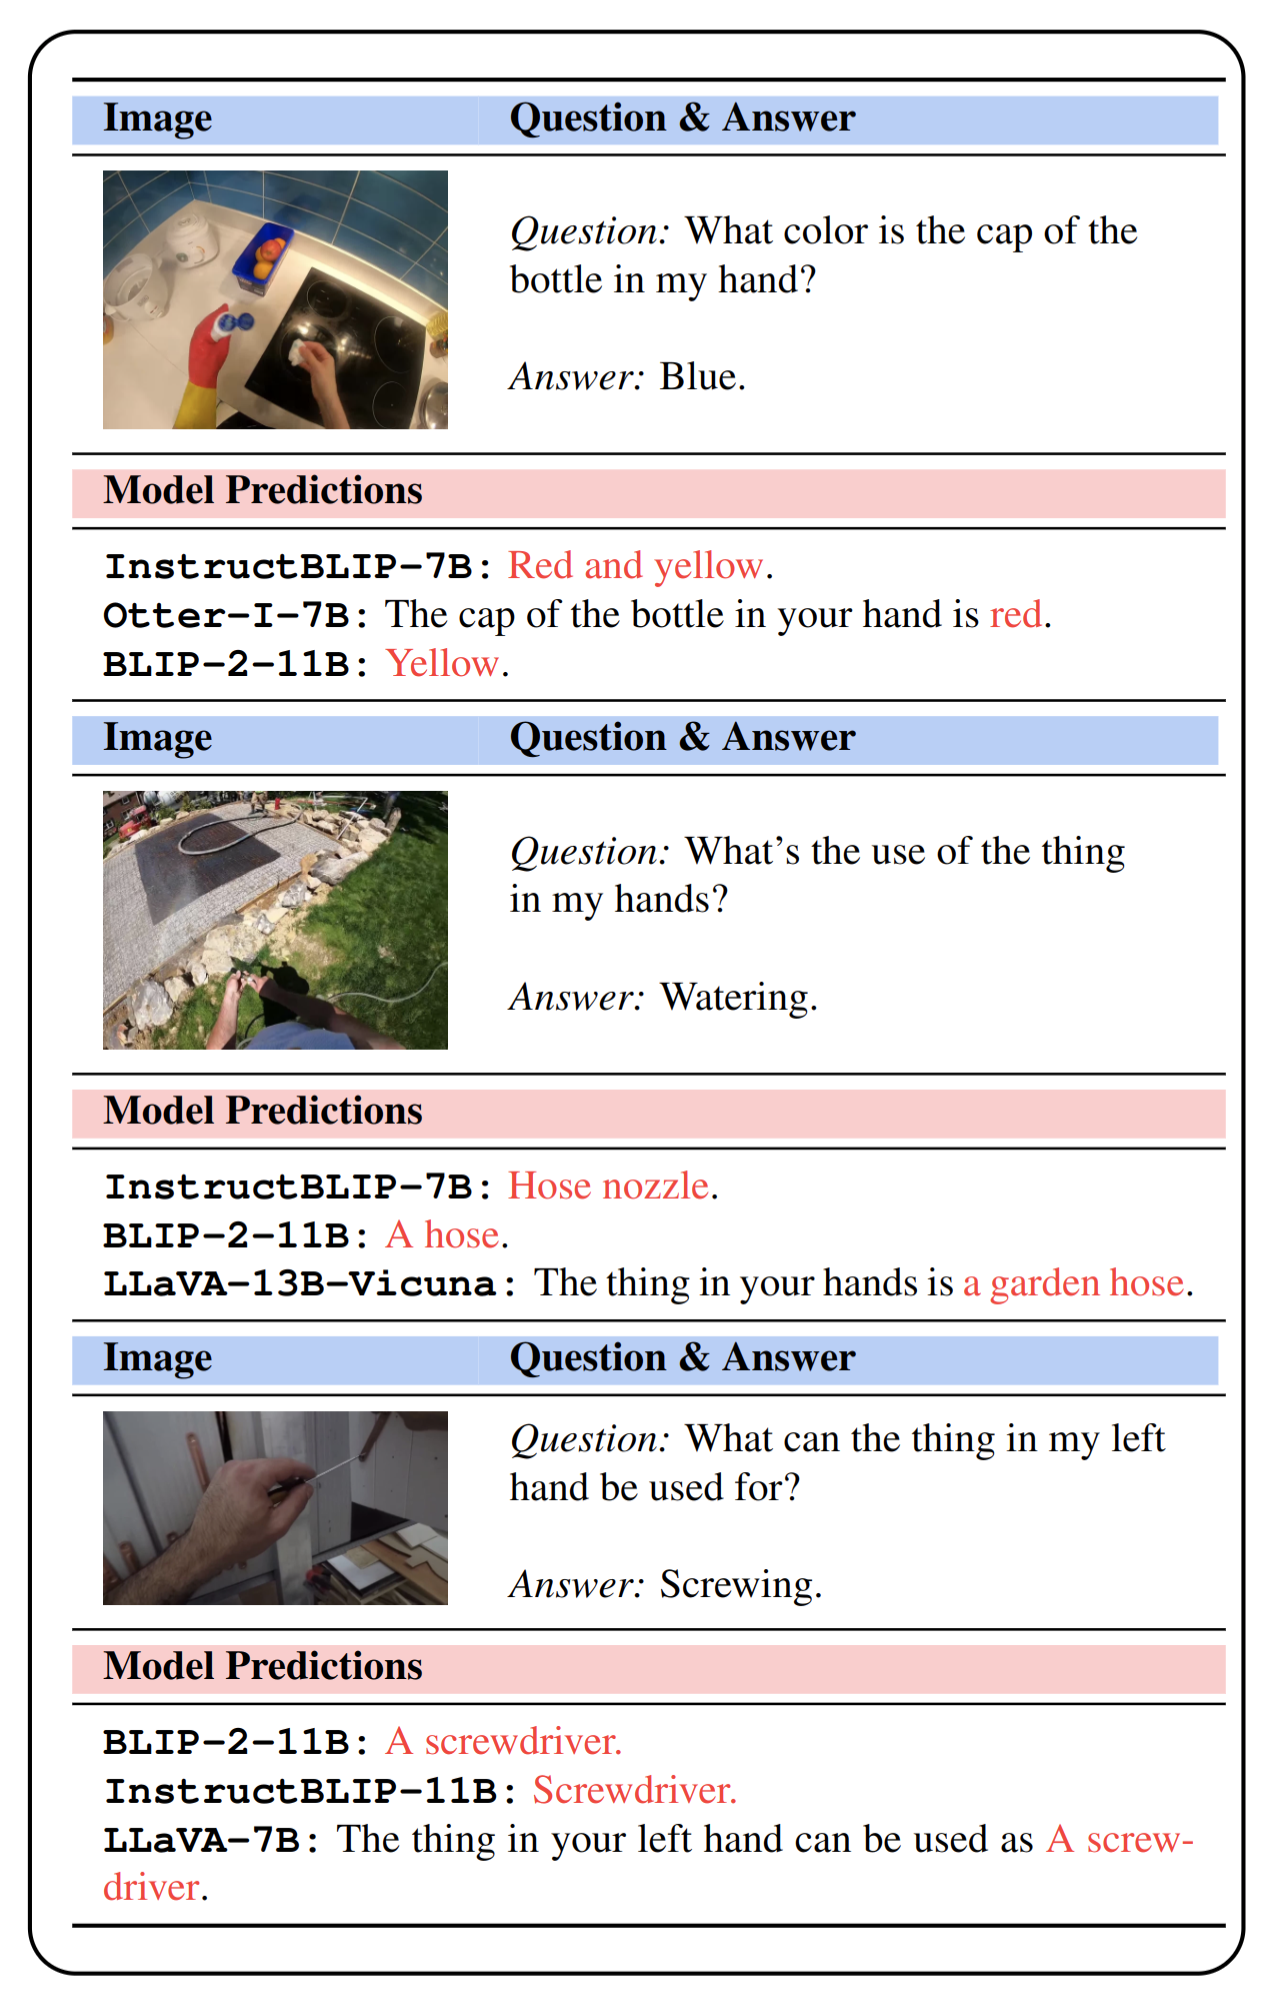 Image Question & Answer
Question: What color is the cap of the
bottle in my hand?
Answer: Blue.
Model Predictions
InstructBLIP-7B: Red and yellow.
Otter-I-7B: The cap of the bottle in your hand is red.
BLIP-2-11B: Yellow.
Image Question & Answer
Question: What's the use of the thing
in my hands?
Answer: Watering.
Model Predictions
InstructBLIP-7B: Hose nozzle.
BLIP-2-11B: A hose.
LLaVA-13B-Vicuna: The thing in your hands is a garden hose.
Image Question & Answer
Question: What can the thing in my left
hand be used for?
Answer: Screwing.
Model Predictions
BLIP-2-11B: A screwdriver.
InstructBLIP-11B: Screwdriver.
LLaVA-7B: The thing in your left hand can be used as A screw-
driver.